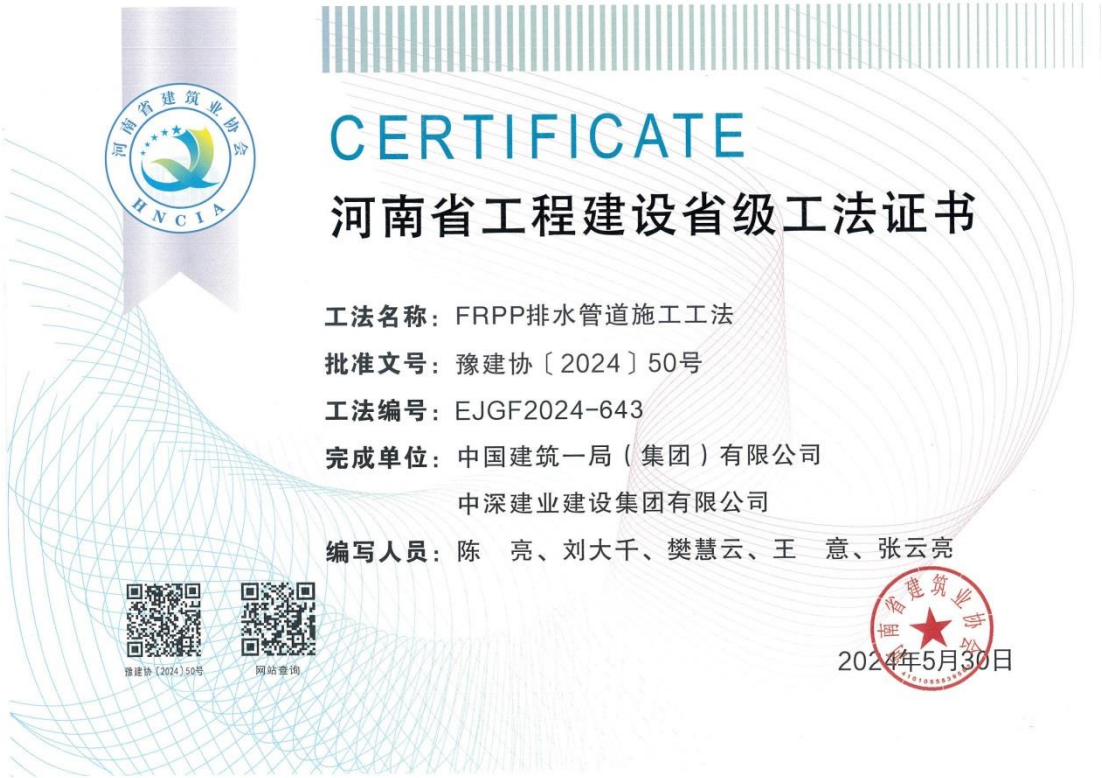 河南省建筑业协会
HNCIA
CERTIFICATE
河南省工程建设省级工法证书
工法名称：FRPP排水管道施工工法
批准文号：豫建协〔2024〕50号
工法编号：EJGF2024-643
完成单位：中国建筑一局（集团）有限公司
中深建业建设集团有限公司
编写人员：陈　亮、刘大千、樊慧云、王　意、张云亮
豫建协〔2024〕50号
网站查询
河南省建筑业协会
2024年5月30日